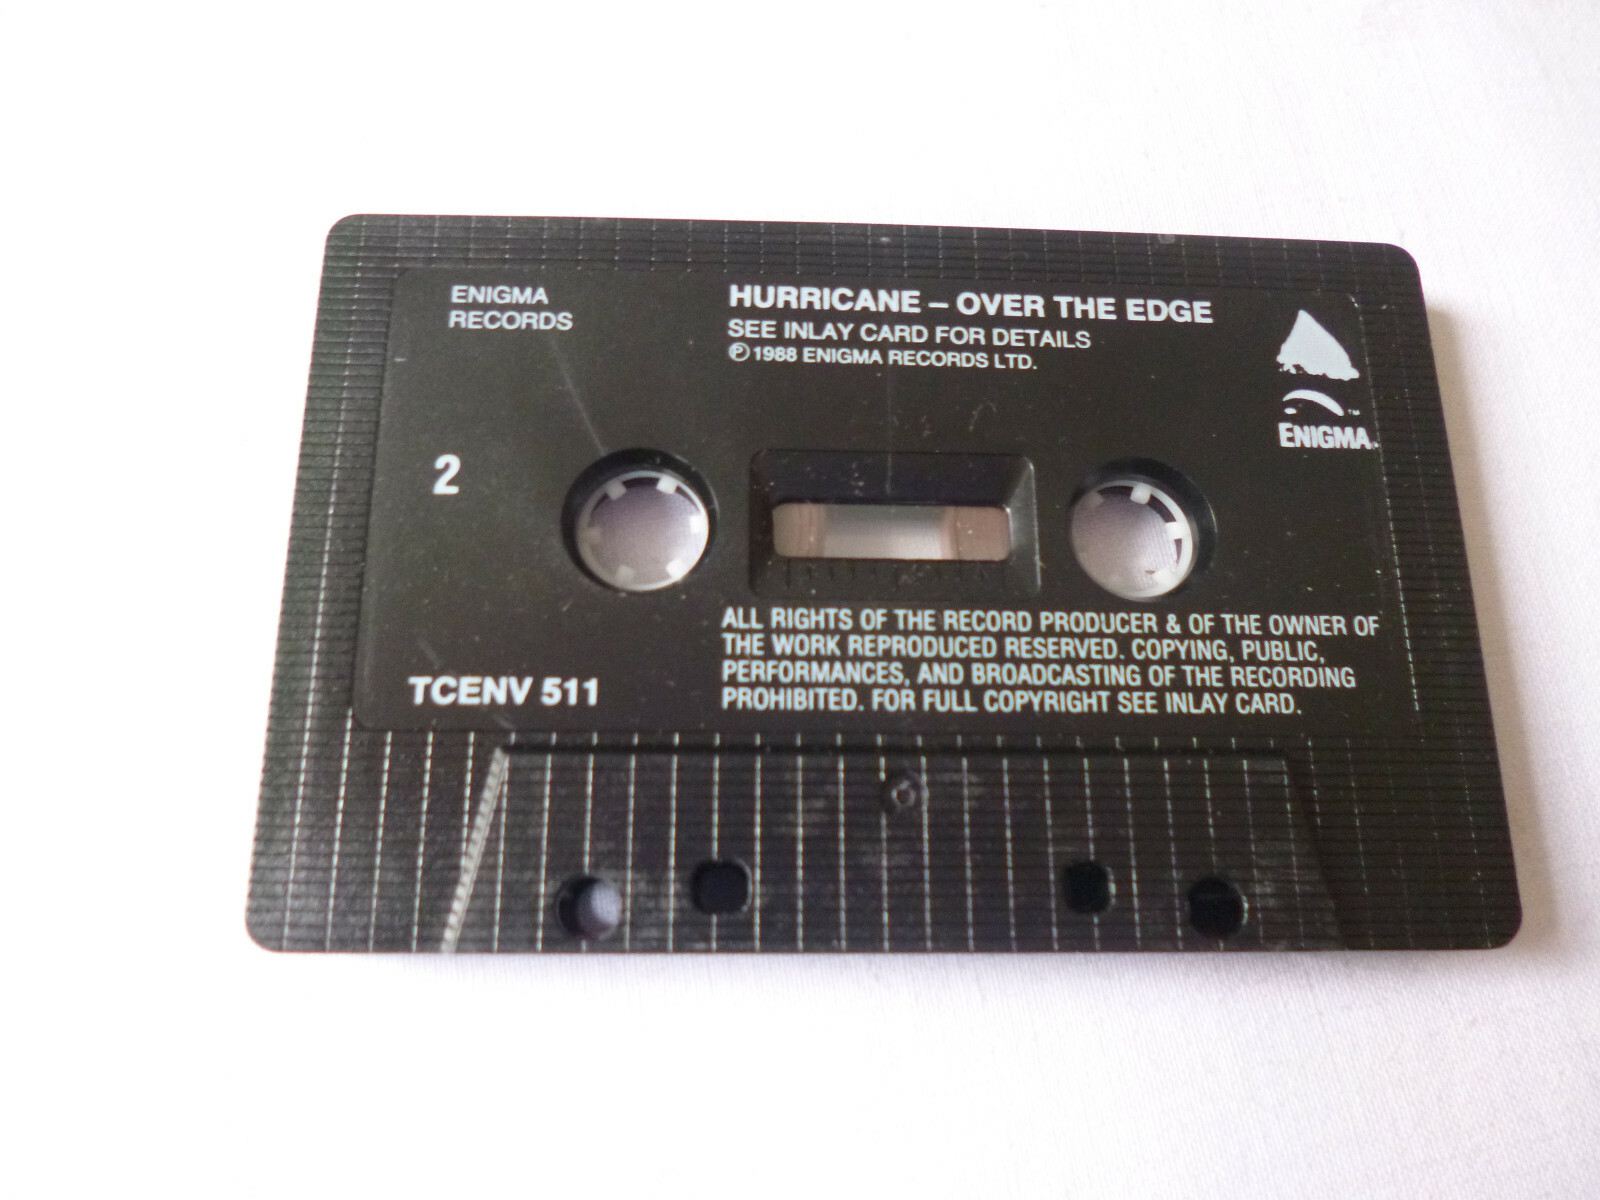 ENIGMA
RECORDS
HURRICANE – OVER THE EDGE
SEE INLAY CARD FOR DETAILS
℗ 1988 ENIGMA RECORDS LTD.
™
ENIGMA
2
TCENV 511
ALL RIGHTS OF THE RECORD PRODUCER & OF THE OWNER OF
THE WORK REPRODUCED RESERVED. COPYING, PUBLIC,
PERFORMANCES, AND BROADCASTING OF THE RECORDING
PROHIBITED. FOR FULL COPYRIGHT SEE INLAY CARD.